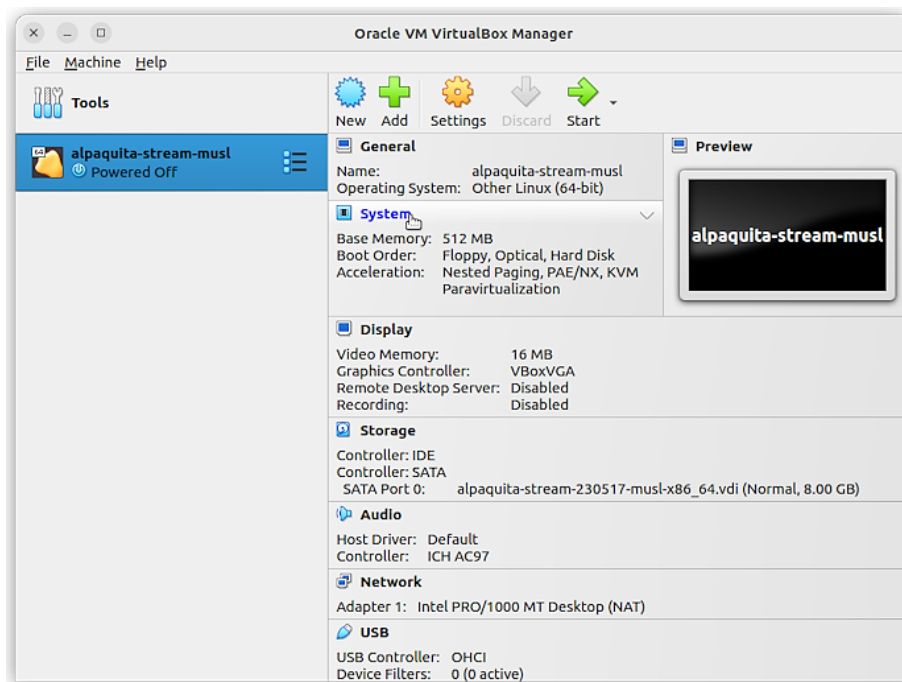 Oracle VM VirtualBox Manager
File Machine Help
Tools
New Add Settings Discard Start
64
alpaquita-stream-musl
Powered Off
General
Name: alpaquita-stream-musl
Operating System: Other Linux (64-bit)
Preview
alpaquita-stream-musl
System
Base Memory: 512 MB
Boot Order: Floppy, Optical, Hard Disk
Acceleration: Nested Paging, PAE/NX, KVM
Paravirtualization
Display
Video Memory: 16 MB
Graphics Controller: VBoxVGA
Remote Desktop Server: Disabled
Recording: Disabled
Storage
Controller: IDE
Controller: SATA
SATA Port 0: alpaquita-stream-230517-musl-x86_64.vdi (Normal, 8.00 GB)
Audio
Host Driver: Default
Controller: ICH AC97
Network
Adapter 1: Intel PRO/1000 MT Desktop (NAT)
USB
USB Controller: OHCI
Device Filters: 0 (0 active)